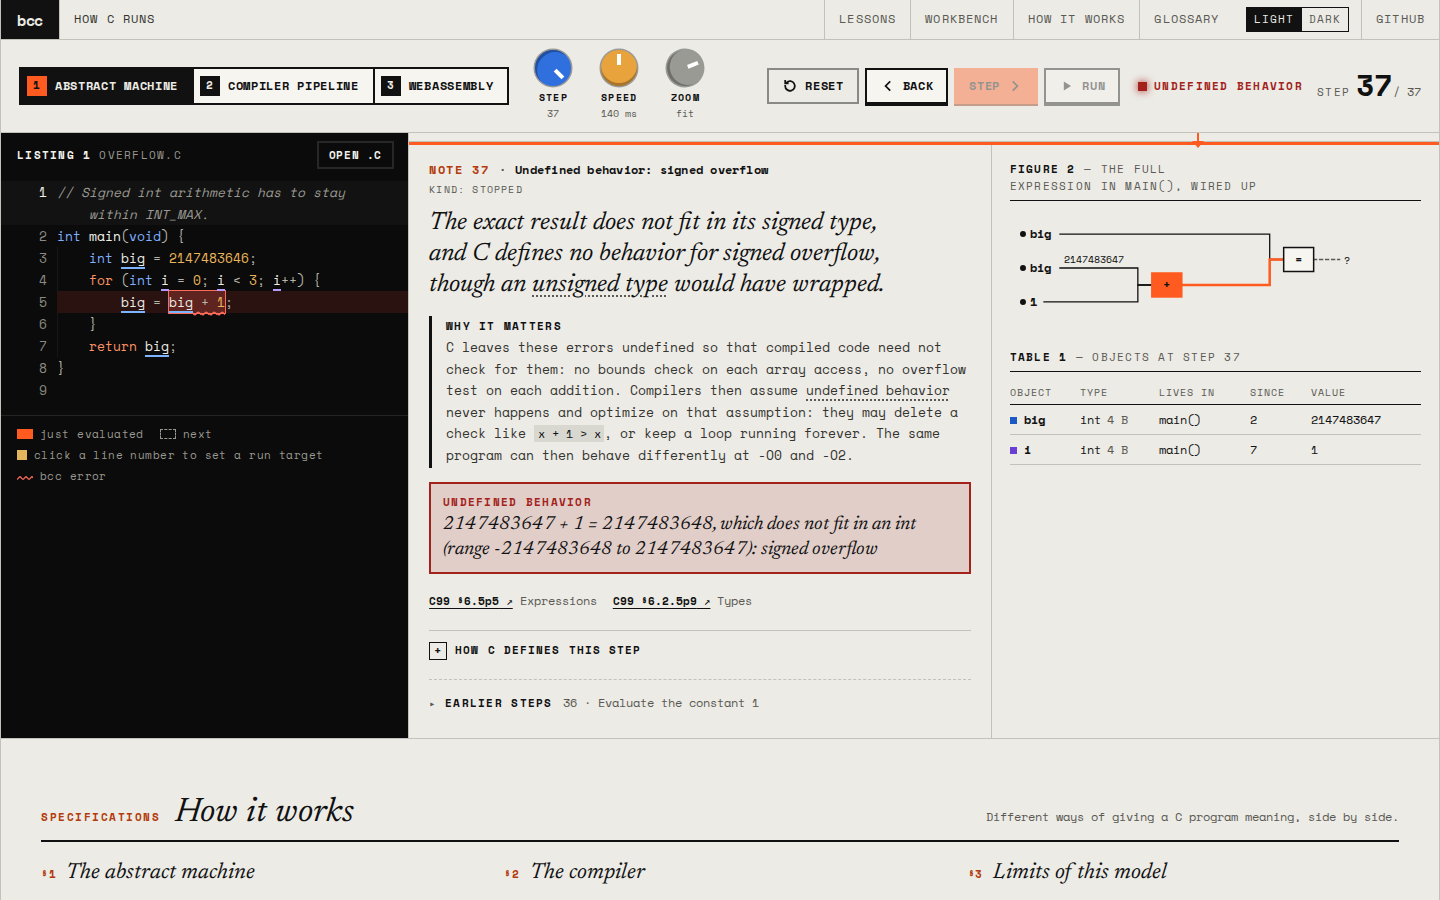 bcc HOW C RUNS LESSONS WORKBENCH HOW IT WORKS GLOSSARY LIGHT DARK GITHUB
1 ABSTRACT MACHINE 2 COMPILER PIPELINE 3 WEBASSEMBLY
STEP SPEED ZOOM
37 140 ms fit
RESET BACK STEP RUN UNDEFINED BEHAVIOR STEP 37 / 37
LISTING 1 OVERFLOW.C OPEN .C
1 // Signed int arithmetic has to stay
within INT_MAX.
2 int main(void) {
3 int big = 2147483646;
4 for (int i = 0; i < 3; i++) {
5 big = big + 1;
6 }
7 return big;
8 }
9
just evaluated next
click a line number to set a run target
bcc error
NOTE 37 · Undefined behavior: signed overflow
KIND: STOPPED
The exact result does not fit in its signed type,
and C defines no behavior for signed overflow,
though an unsigned type would have wrapped.
WHY IT MATTERS
C leaves these errors undefined so that compiled code need not
check for them: no bounds check on each array access, no overflow
test on each addition. Compilers then assume undefined behavior
never happens and optimize on that assumption: they may delete a
check like x + 1 > x, or keep a loop running forever. The same
program can then behave differently at -O0 and -O2.
UNDEFINED BEHAVIOR
2147483647 + 1 = 2147483648, which does not fit in an int
(range -2147483648 to 2147483647): signed overflow
C99 §6.5p5 ↗ Expressions C99 §6.2.5p9 ↗ Types
+ HOW C DEFINES THIS STEP
▸ EARLIER STEPS 36 · Evaluate the constant 1
FIGURE 2 — THE FULL
EXPRESSION IN MAIN(), WIRED UP
big
big 2147483647
1
+
= ?
TABLE 1 — OBJECTS AT STEP 37
OBJECT TYPE LIVES IN SINCE VALUE
big int 4 B main() 2 2147483647
i int 4 B main() 7 1
SPECIFICATIONS How it works Different ways of giving a C program meaning, side by side.
§1 The abstract machine §2 The compiler §3 Limits of this model